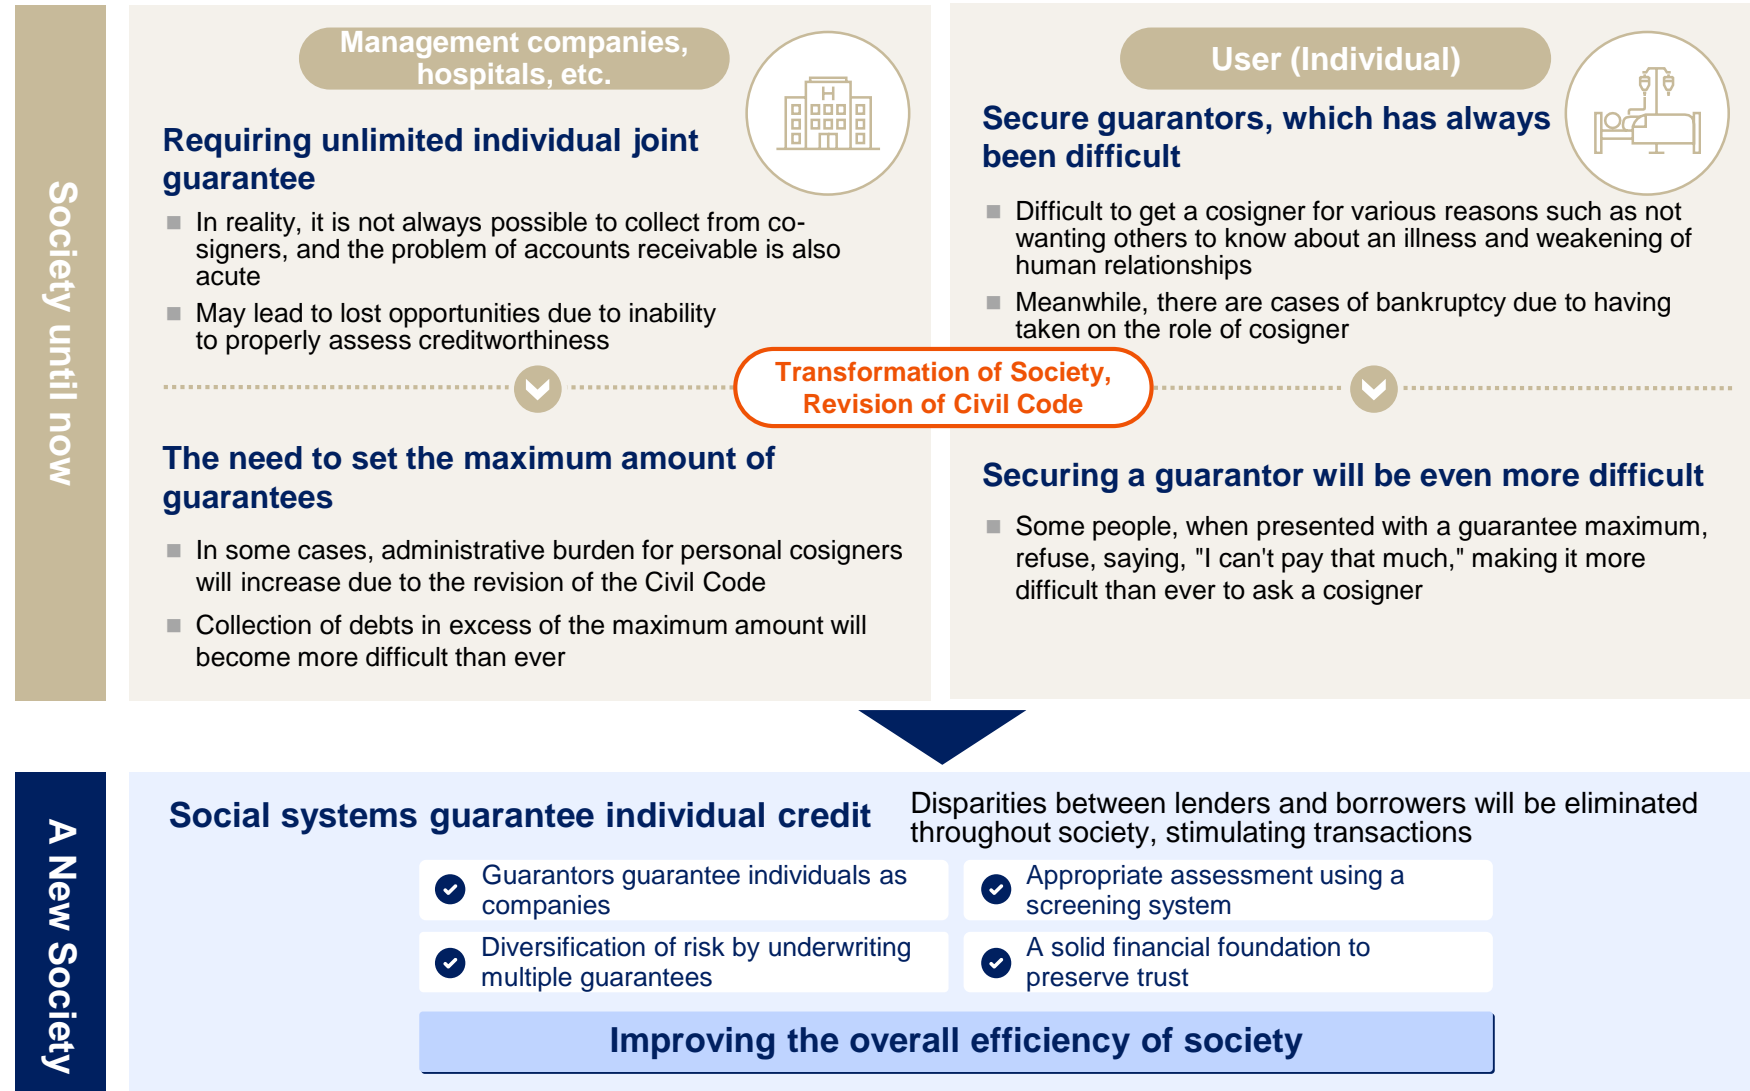 Society until now
Management companies,
hospitals, etc.
H
Requiring unlimited individual joint
guarantee
In reality, it is not always possible to collect from co-
signers, and the problem of accounts receivable is also
acute
May lead to lost opportunities due to inability
to properly assess creditworthiness
User (Individual)
Secure guarantors, which has always
been difficult
Difficult to get a cosigner for various reasons such as not
wanting others to know about an illness and weakening of
human relationships
Meanwhile, there are cases of bankruptcy due to having
taken on the role of cosigner
Transformation of Society,
Revision of Civil Code
The need to set the maximum amount of
guarantees
In some cases, administrative burden for personal cosigners
will increase due to the revision of the Civil Code
Collection of debts in excess of the maximum amount will
become more difficult than ever
Securing a guarantor will be even more difficult
Some people, when presented with a guarantee maximum,
refuse, saying, "I can't pay that much," making it more
difficult than ever to ask a cosigner
A New Society
Social systems guarantee individual credit
Disparities between lenders and borrowers will be eliminated
throughout society, stimulating transactions
Guarantors guarantee individuals as
companies
Appropriate assessment using a
screening system
Diversification of risk by underwriting
multiple guarantees
A solid financial foundation to
preserve trust
Improving the overall efficiency of society